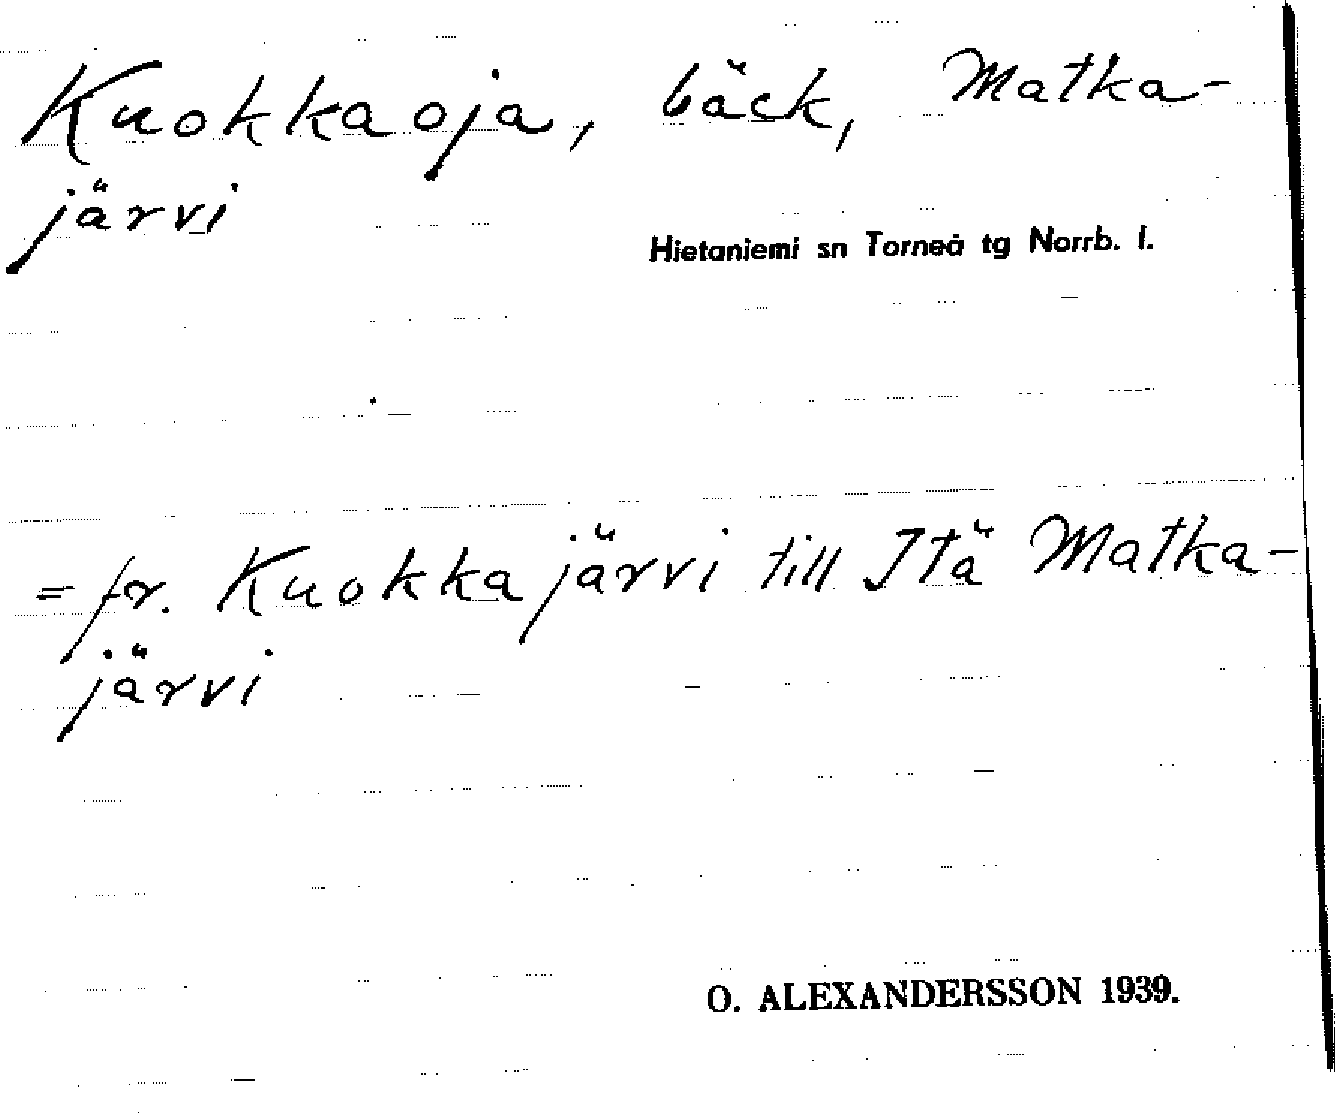 Kuokkaoja, bäck, Matka-
järvi
Hietaniemi sn Torneå tg Norrb. l.
= fr. Kuokkajärvi till Itä Matka-
järvi
O. ALEXANDERSSON 1939.